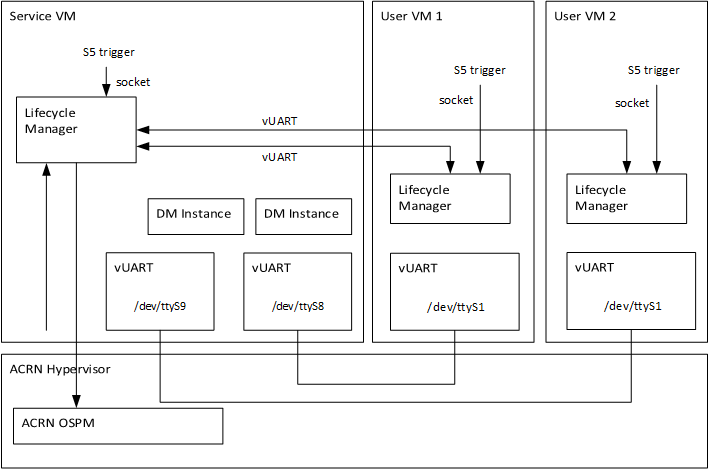 Service VM
S5 trigger
socket
Lifecycle
Manager
vUART
vUART
DM Instance
DM Instance
vUART
/dev/ttyS9
vUART
/dev/ttyS8
User VM 1
S5 trigger
socket
Lifecycle
Manager
vUART
/dev/ttyS1
User VM 2
S5 trigger
socket
Lifecycle
Manager
vUART
/dev/ttyS1
ACRN Hypervisor
ACRN OSPM